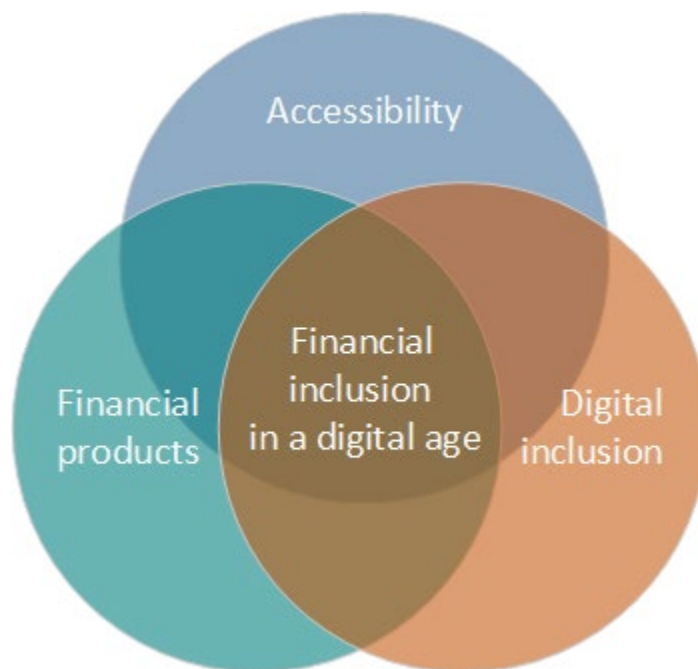 Accessibility
Financial
inclusion
in a digital age
Financial
products
Digital
inclusion